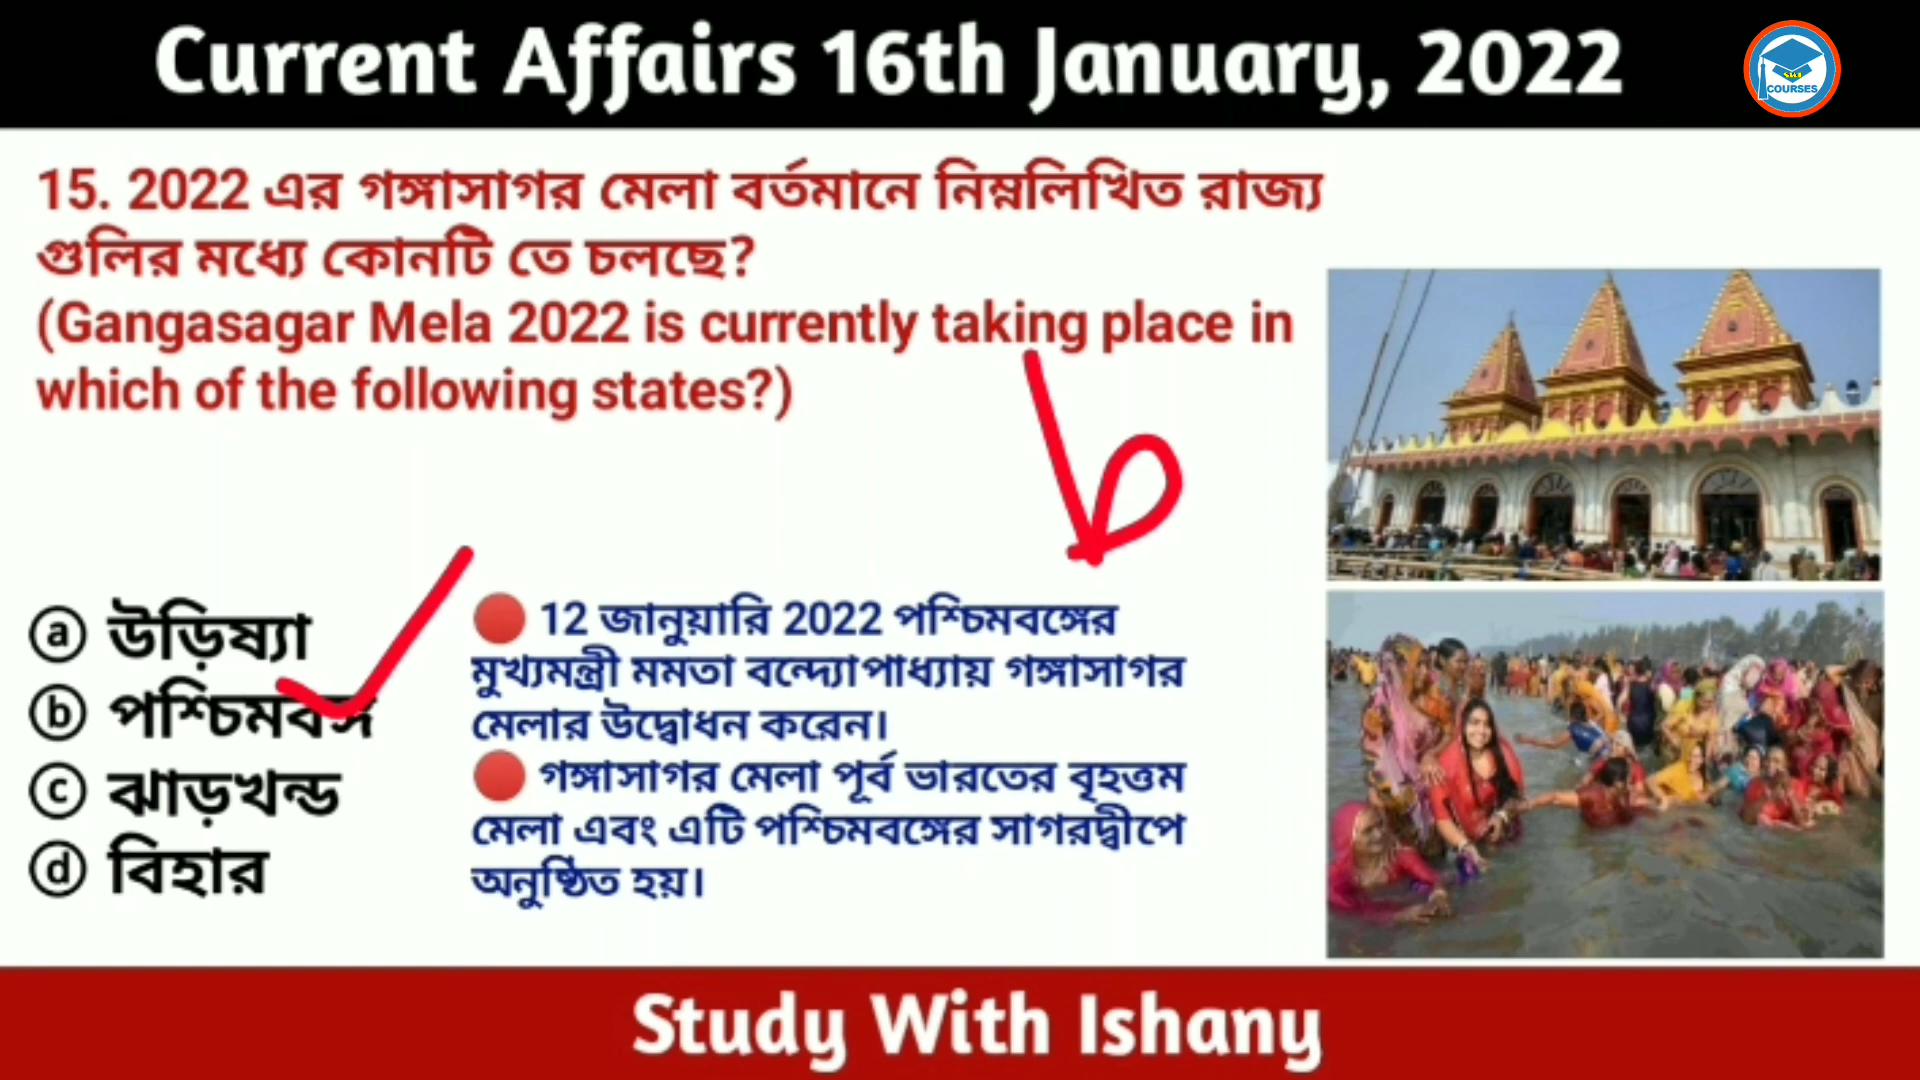 Current Affairs 16th January, 2022
SWI
COURSES
15. 2022 এর গঙ্গাসাগর মেলা বর্তমানে নিম্নলিখিত রাজ্য
গুলির মধ্যে কোনটি তে চলছে?
(Gangasagar Mela 2022 is currently taking place in
which of the following states?)
b
ⓐ উড়িষ্যা
ⓑ পশ্চিমবঙ্গ
ⓒ ঝাড়খন্ড
ⓓ বিহার
🔴 12 জানুয়ারি 2022 পশ্চিমবঙ্গের
মুখ্যমন্ত্রী মমতা বন্দ্যোপাধ্যায় গঙ্গাসাগর
মেলার উদ্বোধন করেন।
🔴 গঙ্গাসাগর মেলা পূর্ব ভারতের বৃহত্তম
মেলা এবং এটি পশ্চিমবঙ্গের সাগরদ্বীপে
অনুষ্ঠিত হয়।
Study With Ishany